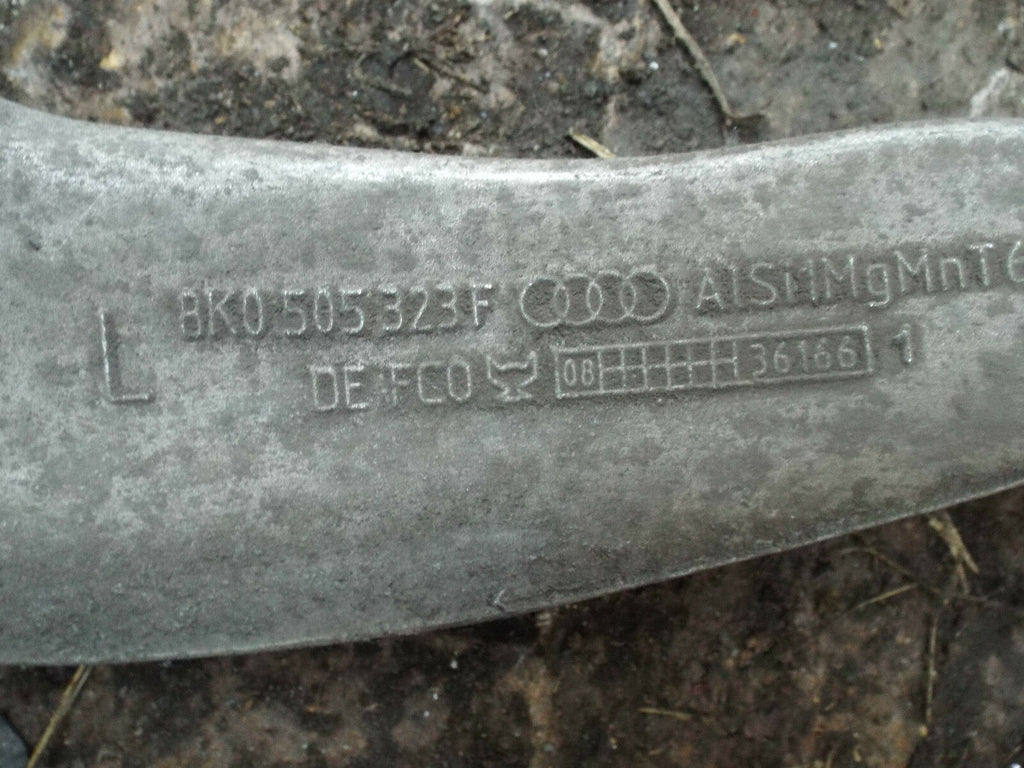 L 8K0 505 323 F AlSi1MgMnT6
DE FCO 08 36166 1